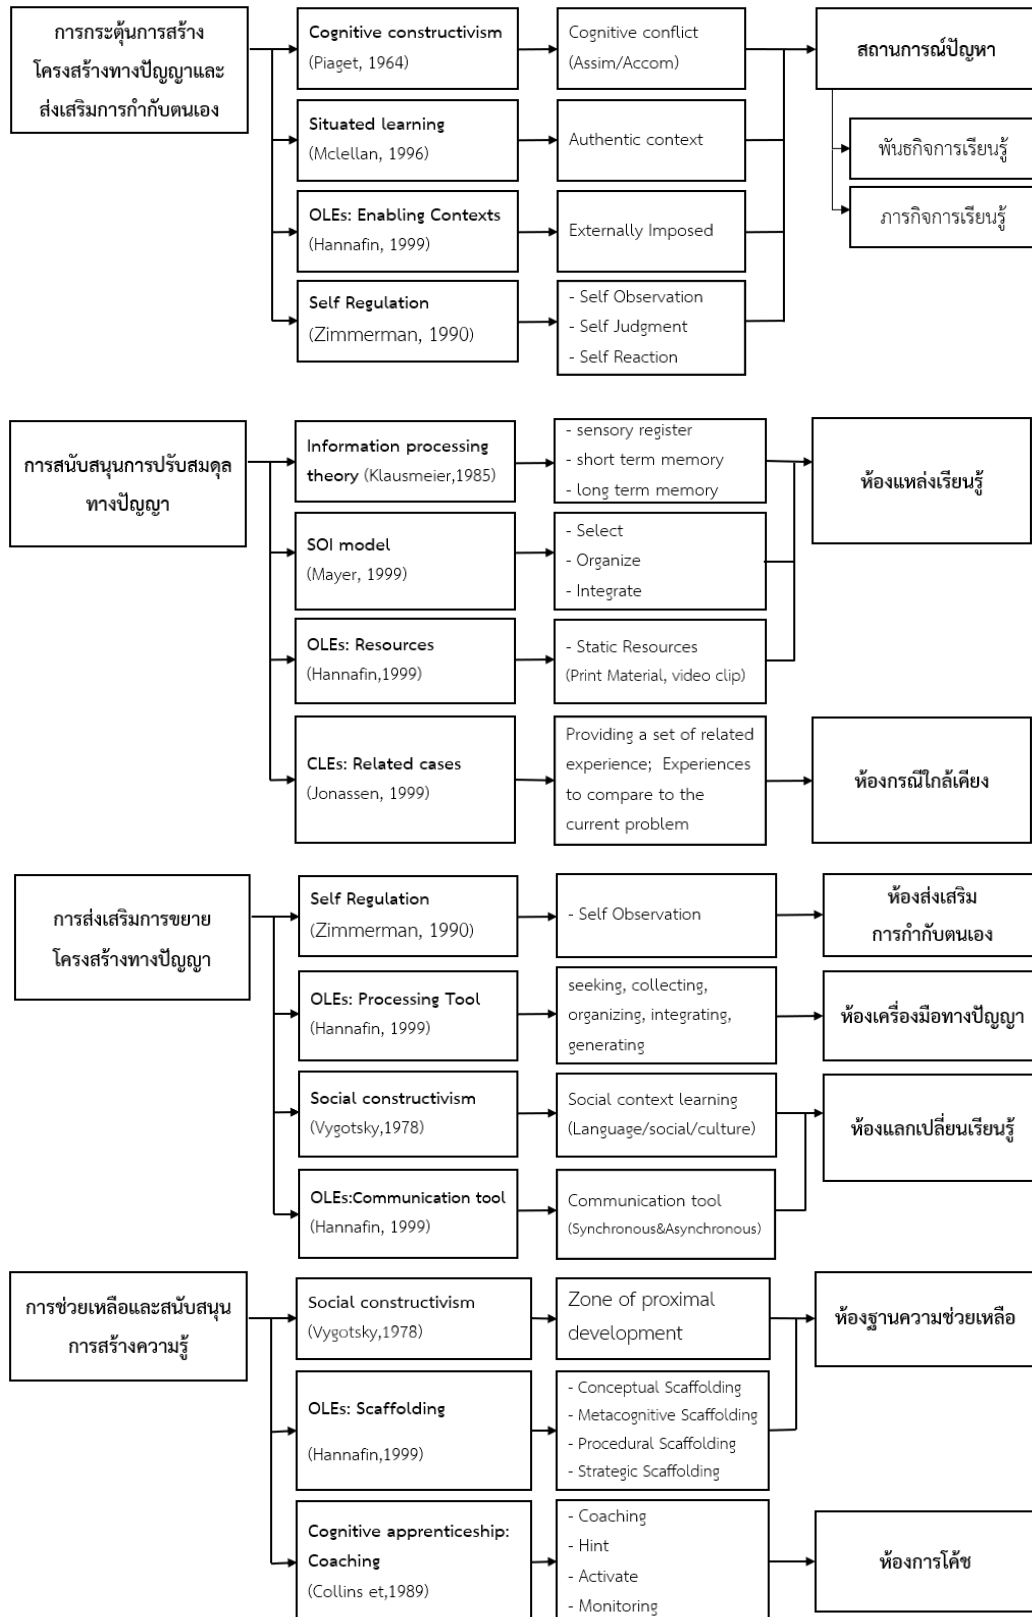 การกระตุ้นการสร้าง
โครงสร้างทางปัญญาและ
ส่งเสริมการกำกับตนเอง
Cognitive constructivism
(Piaget, 1964)
Cognitive conflict
(Assim/Accom)
สถานการณ์ปัญหา
พันธกิจการเรียนรู้
ภารกิจการเรียนรู้
Situated learning
(Mclellan, 1996)
Authentic context
OLEs: Enabling Contexts
(Hannafin, 1999)
Externally Imposed
Self Regulation
(Zimmerman, 1990)
- Self Observation
- Self Judgment
- Self Reaction
การสนับสนุนการปรับสมดุล
ทางปัญญา
Information processing
theory (Klausmeier,1985)
- sensory register
- short term memory
- long term memory
ห้องแหล่งเรียนรู้
SOI model
(Mayer, 1999)
- Select
- Organize
- Integrate
OLEs: Resources
(Hannafin,1999)
- Static Resources
(Print Material, video clip)
CLEs: Related cases
(Jonassen, 1999)
Providing a set of related
experience; Experiences
to compare to the
current problem
ห้องกรณีใกล้เคียง
การส่งเสริมการขยาย
โครงสร้างทางปัญญา
Self Regulation
(Zimmerman, 1990)
- Self Observation
ห้องส่งเสริม
การกำกับตนเอง
OLEs: Processing Tool
(Hannafin, 1999)
seeking, collecting,
organizing, integrating,
generating
ห้องเครื่องมือทางปัญญา
Social constructivism
(Vygotsky,1978)
Social context learning
(Language/social/culture)
ห้องแลกเปลี่ยนเรียนรู้
OLEs:Communication tool
(Hannafin, 1999)
Communication tool
(Synchronous&Asynchronous)
การช่วยเหลือและสนับสนุน
การสร้างความรู้
Social constructivism
(Vygotsky,1978)
Zone of proximal
development
ห้องฐานความช่วยเหลือ
OLEs: Scaffolding
(Hannafin,1999)
- Conceptual Scaffolding
- Metacognitive Scaffolding
- Procedural Scaffolding
- Strategic Scaffolding
Cognitive apprenticeship:
Coaching
(Collins et,1989)
- Coaching
- Hint
- Activate
- Monitoring
ห้องการโค้ช